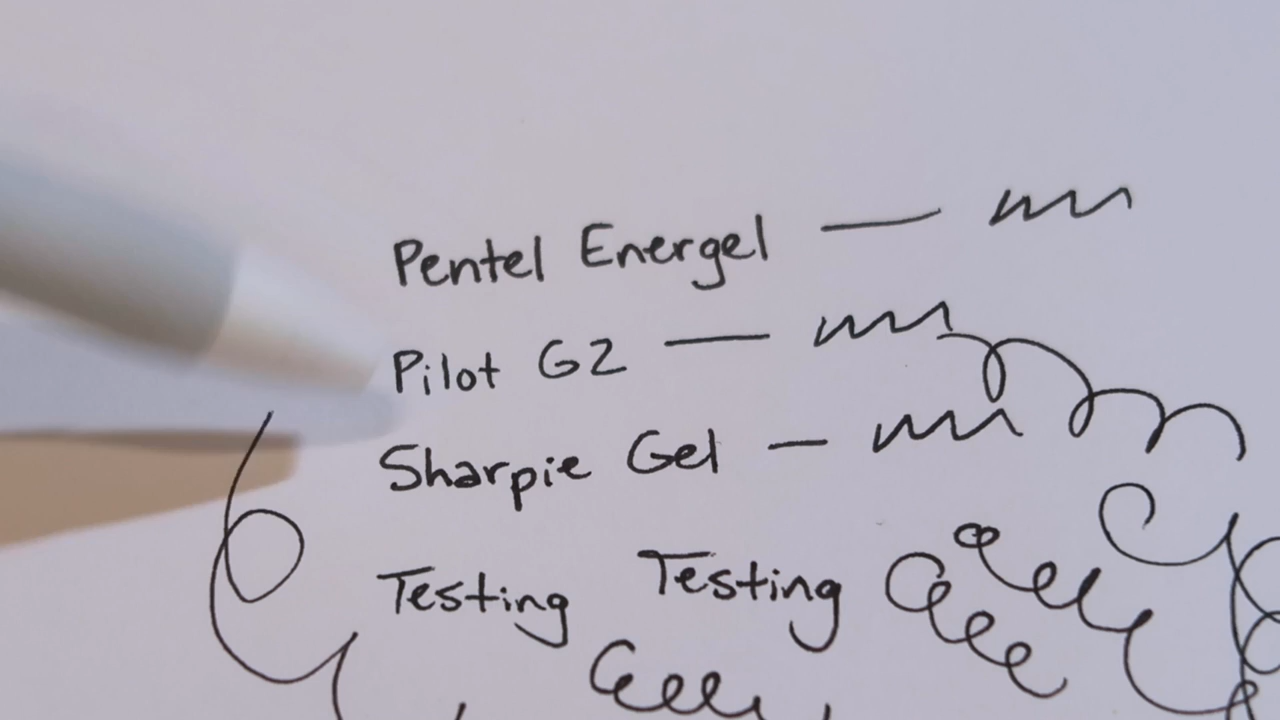 Pentel Energel —
Pilot G2 —
Sharpie Gel —
Testing Testing